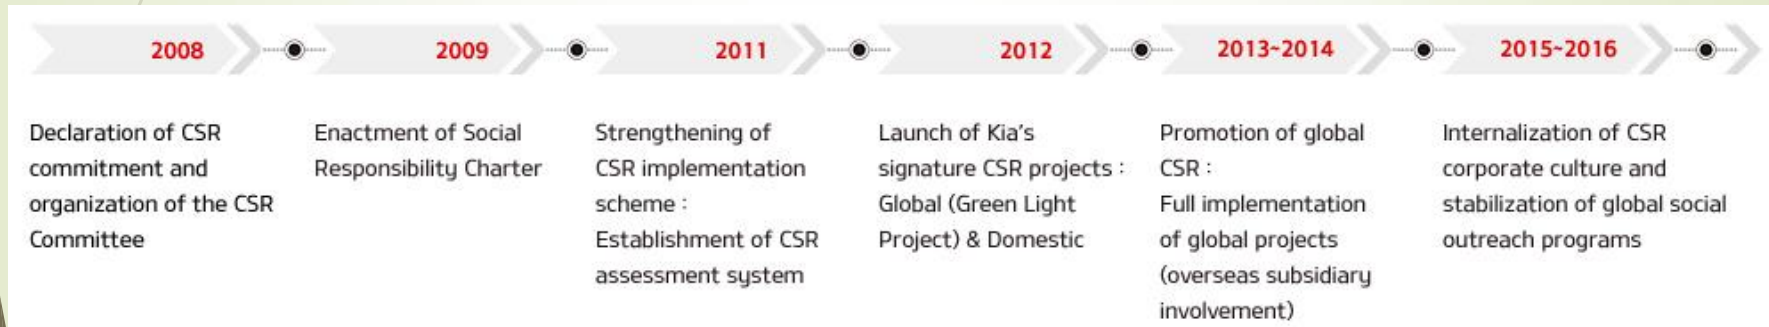 2008
2009
2011
2012
2013~2014
2015~2016
Declaration of CSR
commitment and
organization of the CSR
Committee
Enactment of Social
Responsibility Charter
Strengthening of
CSR implementation
scheme :
Establishment of CSR
assessment system
Launch of Kia's
signature CSR projects :
Global (Green Light
Project) & Domestic
Promotion of global
CSR :
Full implementation
of global projects
(overseas subsidiary
involvement)
Internalization of CSR
corporate culture and
stabilization of global social
outreach programs